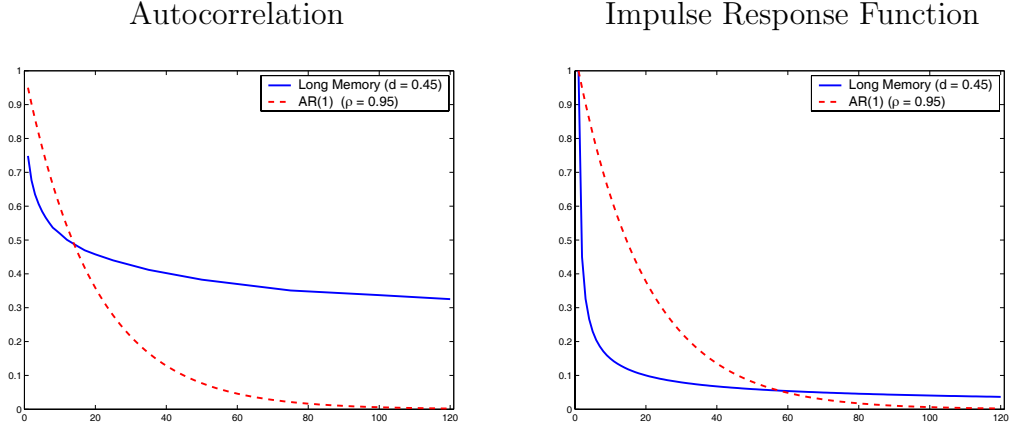 Autocorrelation
Impulse Response Function
1
0.9
0.8
0.7
0.6
0.5
0.4
0.3
0.2
0.1
0
0 20 40 60 80 100 120
Long Memory (d = 0.45)
AR(1) (ρ = 0.95)
1
0.9
0.8
0.7
0.6
0.5
0.4
0.3
0.2
0.1
0
0 20 40 60 80 100 120
Long Memory (d = 0.45)
AR(1) (ρ = 0.95)